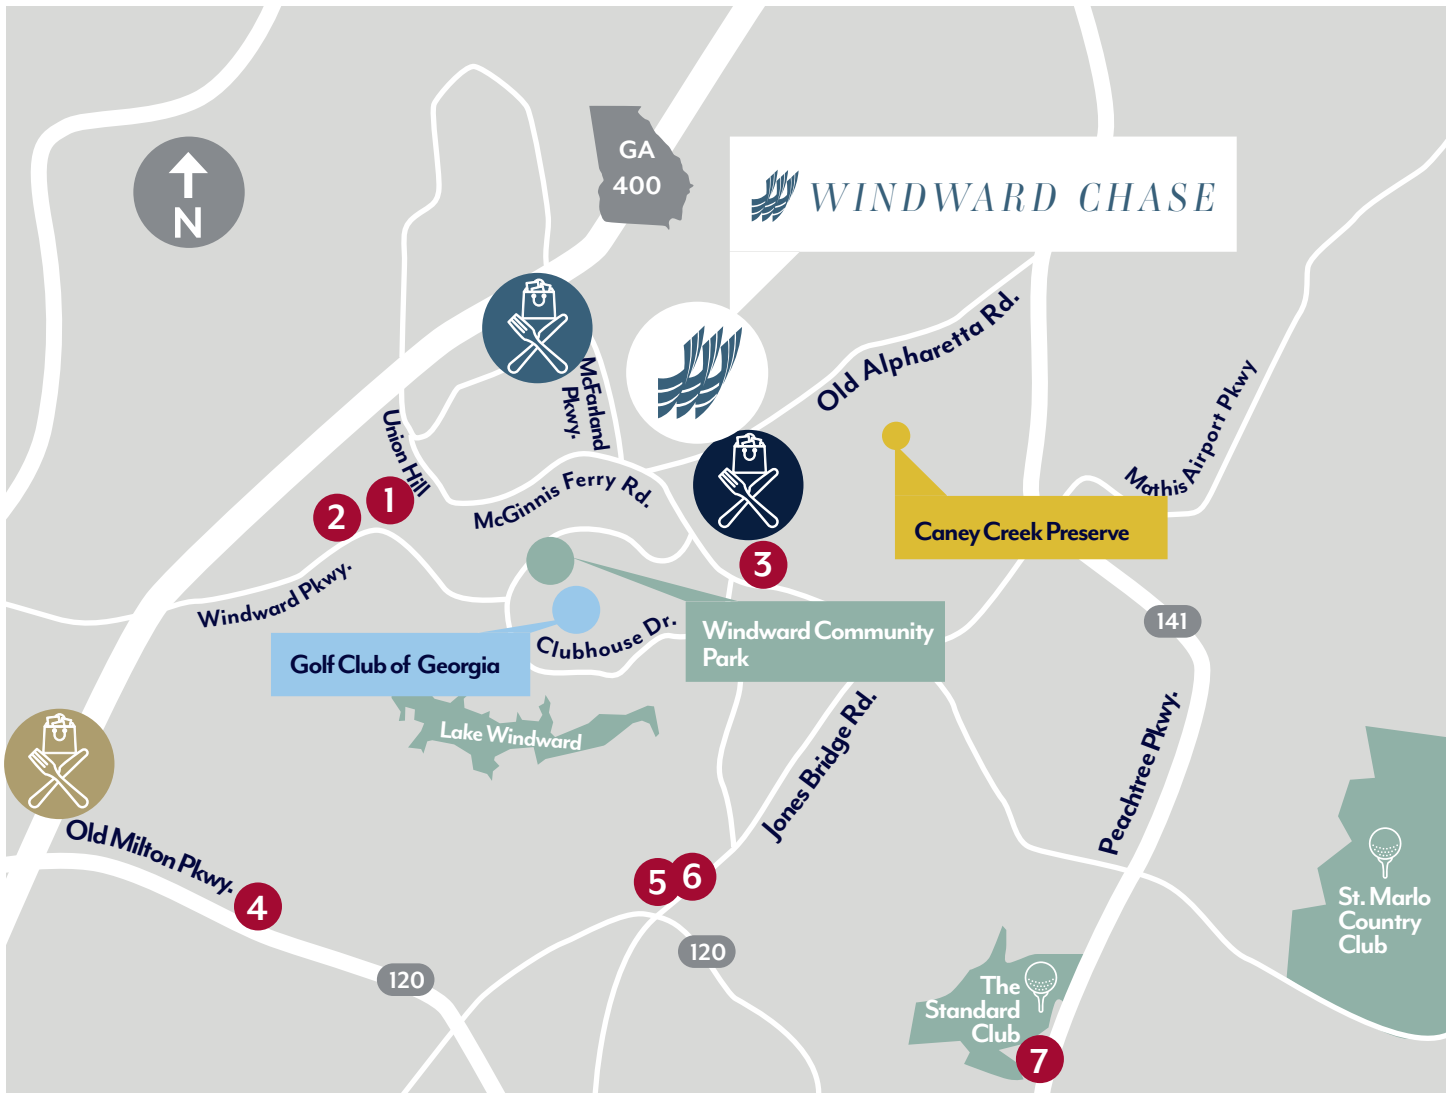 GA
400
N
WINDWARD CHASE
McFarland
Pkwy.
Old Alpharetta Rd.
Union Hill
Mathis Airport Pkwy
McGinnis Ferry Rd.
2
1
3
Caney Creek Preserve
Windward Pkwy.
Clubhouse Dr.
Windward Community
Park
141
Golf Club of Georgia
Lake Windward
Jones Bridge Rd.
Peachtree Pkwy.
Old Milton Pkwy.
4
5
6
120
120
St. Marlo
Country
Club
The
Standard
Club
7